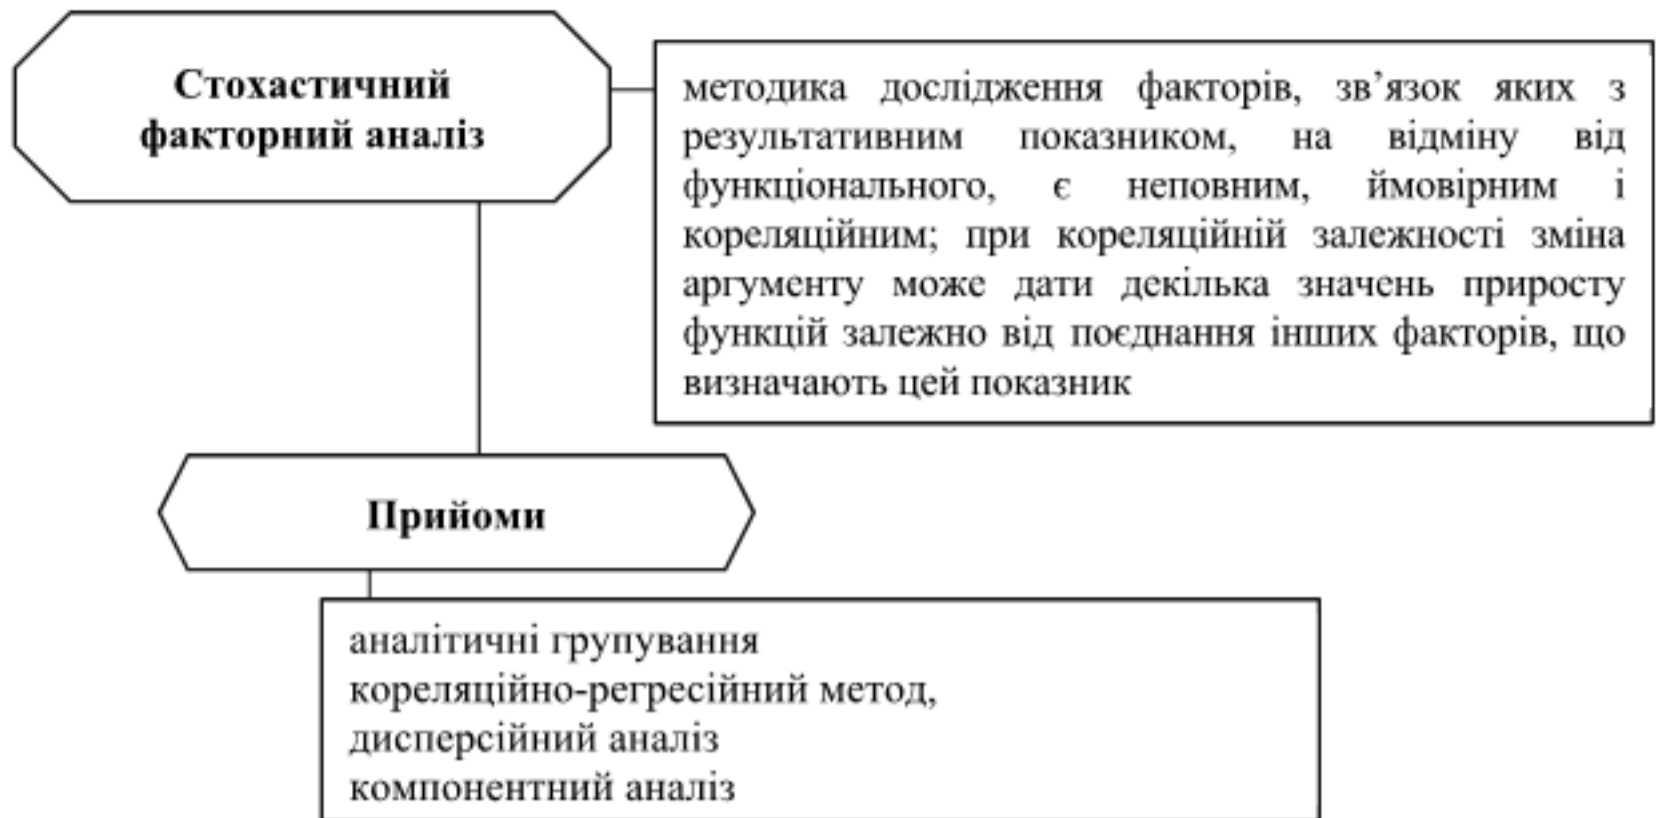 Стохастичний
факторний аналіз
методика дослідження факторів, зв’язок яких з
результативним показником, на відміну від
функціонального, є неповним, ймовірним і
кореляційним; при кореляційній залежності зміна
аргументу може дати декілька значень приросту
функцій залежно від поєднання інших факторів, що
визначають цей показник
Прийоми
аналітичні групування
кореляційно-регресійний метод,
дисперсійний аналіз
компонентний аналіз